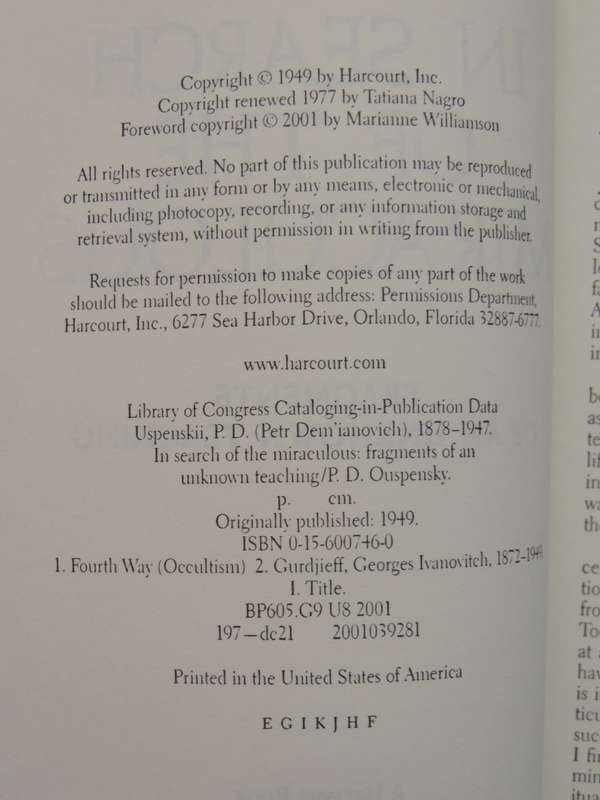 Copyright © 1949 by Harcourt, Inc.
Copyright renewed 1977 by Tatiana Nagro
Foreword copyright © 2001 by Marianne Williamson
All rights reserved. No part of this publication may be reproduced
or transmitted in any form or by any means, electronic or mechanical,
including photocopy, recording, or any information storage and
retrieval system, without permission in writing from the publisher.
Requests for permission to make copies of any part of the work
should be mailed to the following address: Permissions Department,
Harcourt, Inc., 6277 Sea Harbor Drive, Orlando, Florida 32887-6777.
www.harcourt.com
Library of Congress Cataloging-in-Publication Data
Uspenskii, P. D. (Petr Dem'ianovich), 1878–1947.
In search of the miraculous: fragments of an
unknown teaching/P. D. Ouspensky.
p. cm.
Originally published: 1949.
ISBN 0-15-600746-0
1. Fourth Way (Occultism) 2. Gurdjieff, Georges Ivanovitch, 1872–1949.
I. Title.
BP605.G9 U8 2001
197—dc21 2001039281
Printed in the United States of America
E G I K J H F